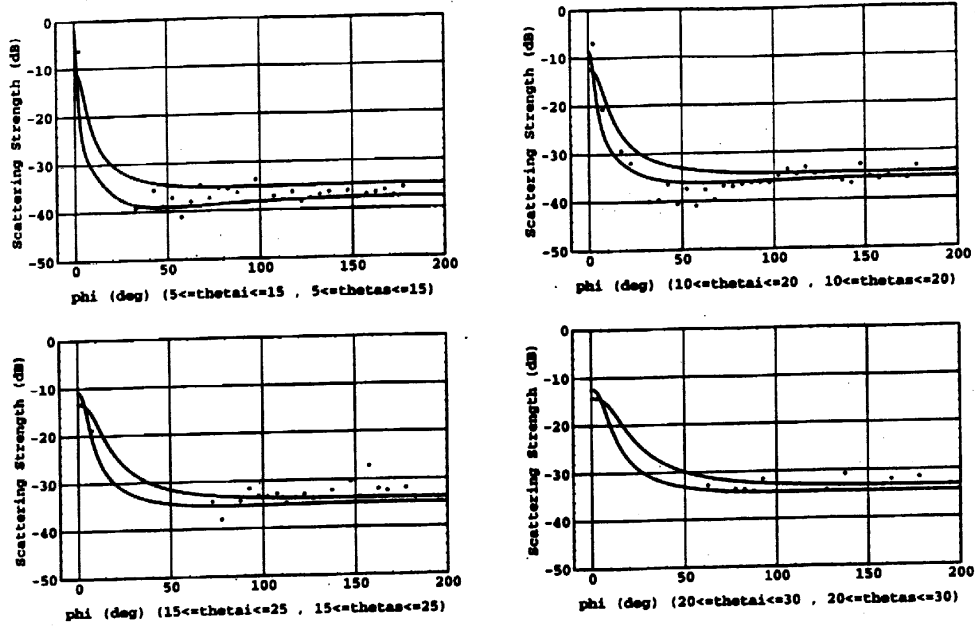 Scattering Strength (dB)
0
-10
-20
-30
-40
-50
0 50 100 150 200
phi (deg) (5<=thetai<=15 , 5<=thetas<=15)
Scattering Strength (dB)
0
-10
-20
-30
-40
-50
0 50 100 150 200
phi (deg) (10<=thetai<=20 , 10<=thetas<=20)
Scattering Strength (dB)
0
-10
-20
-30
-40
-50
0 50 100 150 200
phi (deg) (15<=thetai<=25 , 15<=thetas<=25)
Scattering Strength (dB)
0
-10
-20
-30
-40
-50
0 50 100 150 200
phi (deg) (20<=thetai<=30 , 20<=thetas<=30)